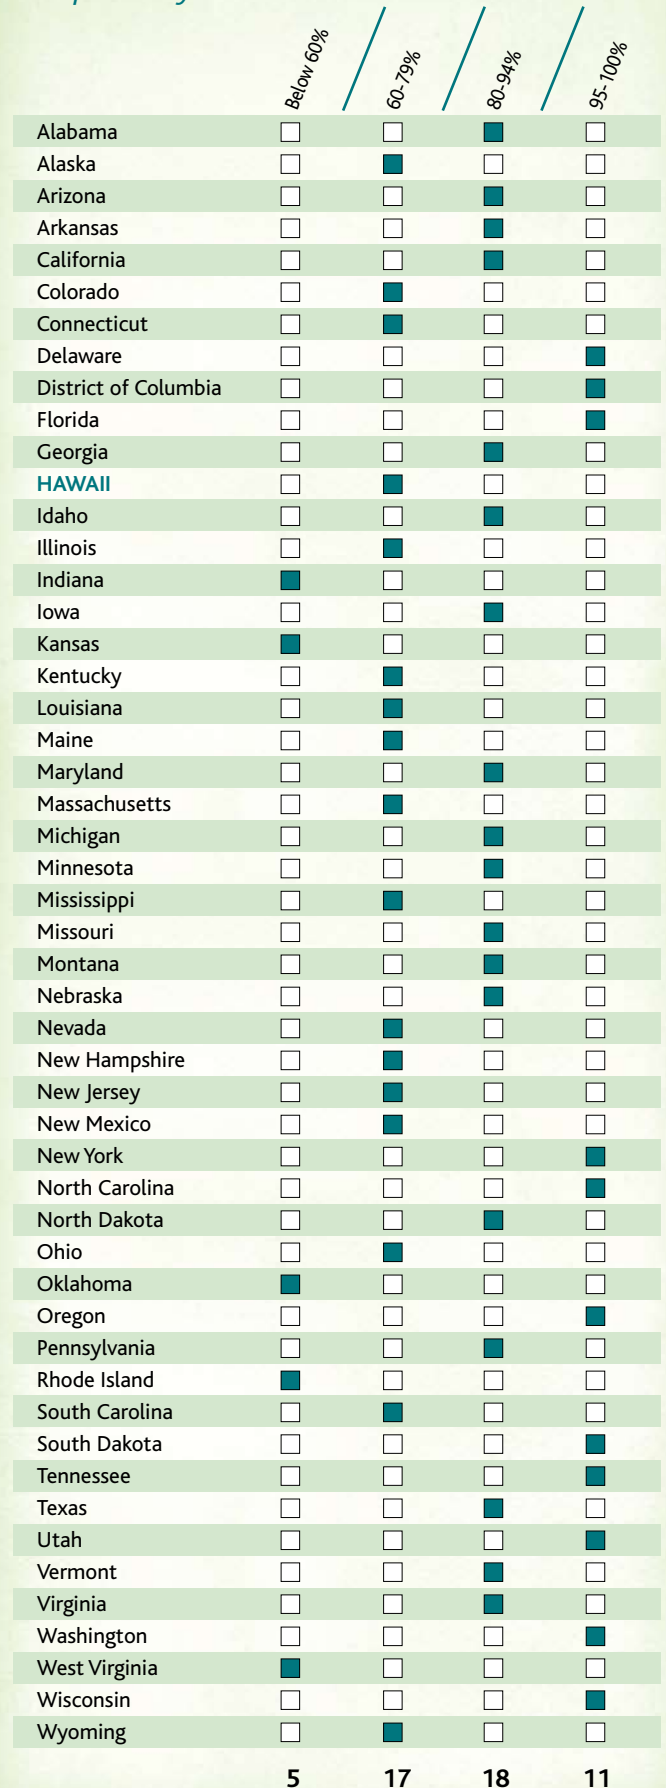 Below 60% 60-79% 80-94% 95-100%
Alabama
Alaska
Arizona
Arkansas
California
Colorado
Connecticut
Delaware
District of Columbia
Florida
Georgia
HAWAII
Idaho
Illinois
Indiana
Iowa
Kansas
Kentucky
Louisiana
Maine
Maryland
Massachusetts
Michigan
Minnesota
Mississippi
Missouri
Montana
Nebraska
Nevada
New Hampshire
New Jersey
New Mexico
New York
North Carolina
North Dakota
Ohio
Oklahoma
Oregon
Pennsylvania
Rhode Island
South Carolina
South Dakota
Tennessee
Texas
Utah
Vermont
Virginia
Washington
West Virginia
Wisconsin
Wyoming
5 17 18 11